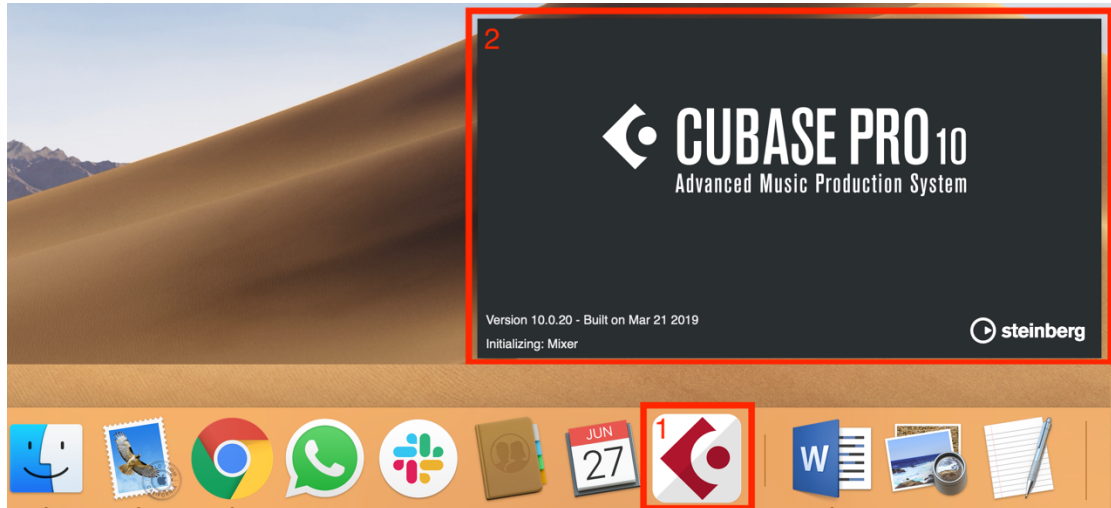 2
CUBASE PRO 10
Advanced Music Production System
Version 10.0.20 - Built on Mar 21 2019
Initializing: Mixer
steinberg
JUN
27
1
W